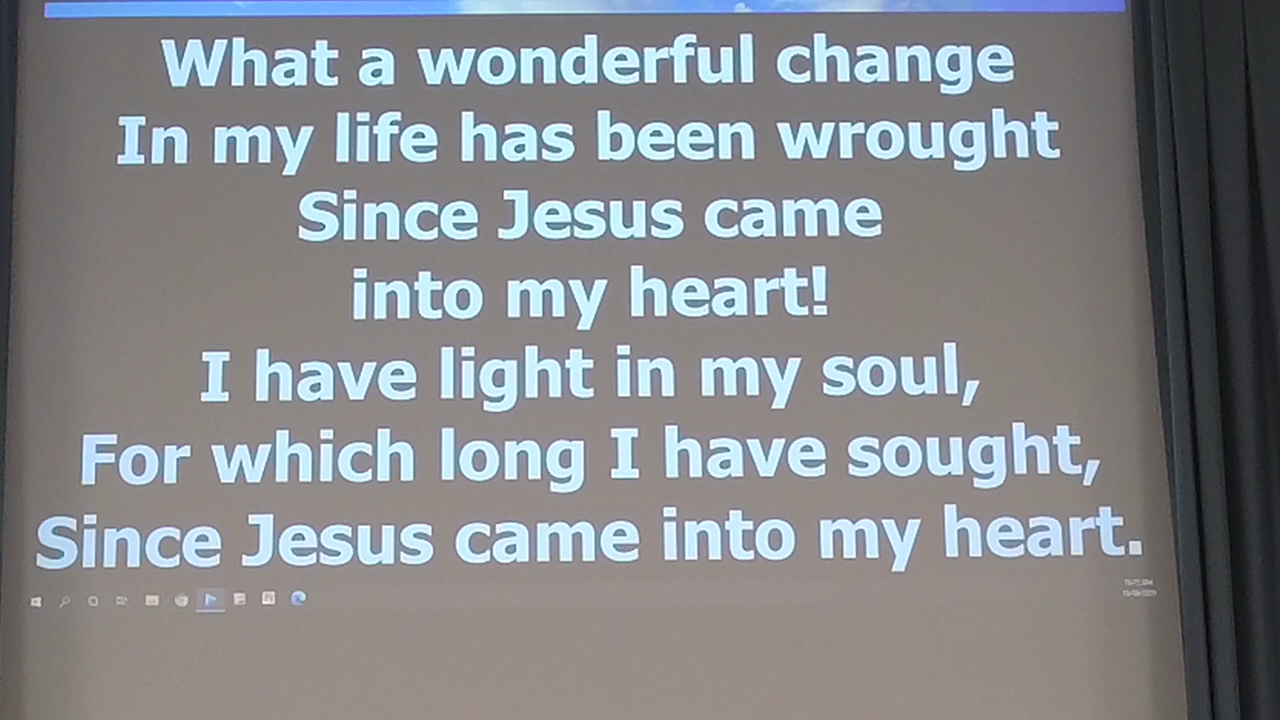 What a wonderful change
In my life has been wrought
Since Jesus came
into my heart!
I have light in my soul,
For which long I have sought,
Since Jesus came into my heart.